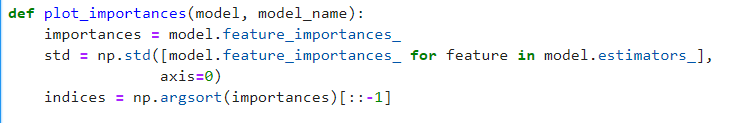 def plot_importances(model, model_name):
    importances = model.feature_importances_
    std = np.std([model.feature_importances_ for feature in model.estimators_],
                  axis=0)
    indices = np.argsort(importances)[::-1]